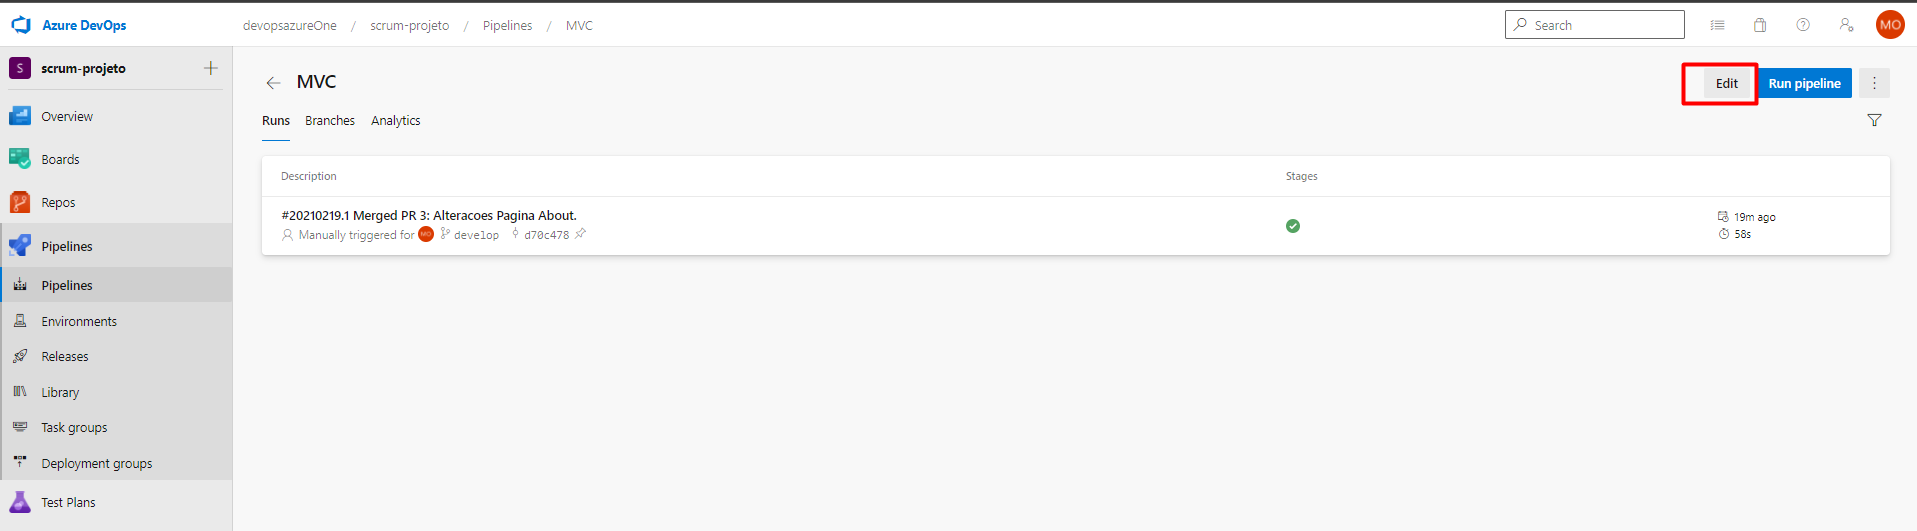 Azure DevOps
devopsazureOne / scrum-projeto / Pipelines / MVC
Search
MO
S scrum-projeto
Overview
Boards
Repos
Pipelines
Pipelines
Environments
Releases
Library
Task groups
Deployment groups
Test Plans
MVC
Edit
Run pipeline
Runs Branches Analytics
Description Stages
#20210219.1 Merged PR 3: Alteracoes Pagina About.
Manually triggered for MO develop d70c478
19m ago
58s